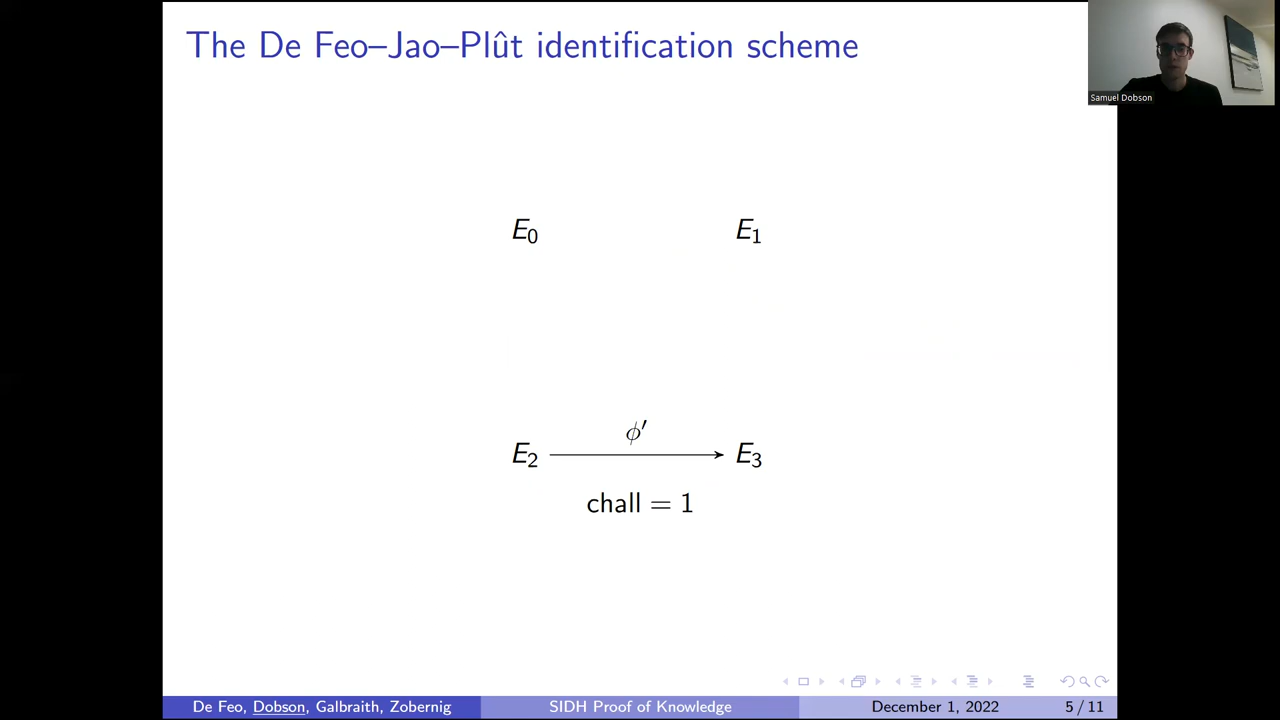 The De Feo–Jao–Plût identification scheme
Samuel Dobson
E0 E1
ϕ′
E2 E3
chall = 1
De Feo, Dobson, Galbraith, Zobernig SIDH Proof of Knowledge December 1, 2022 5 / 11